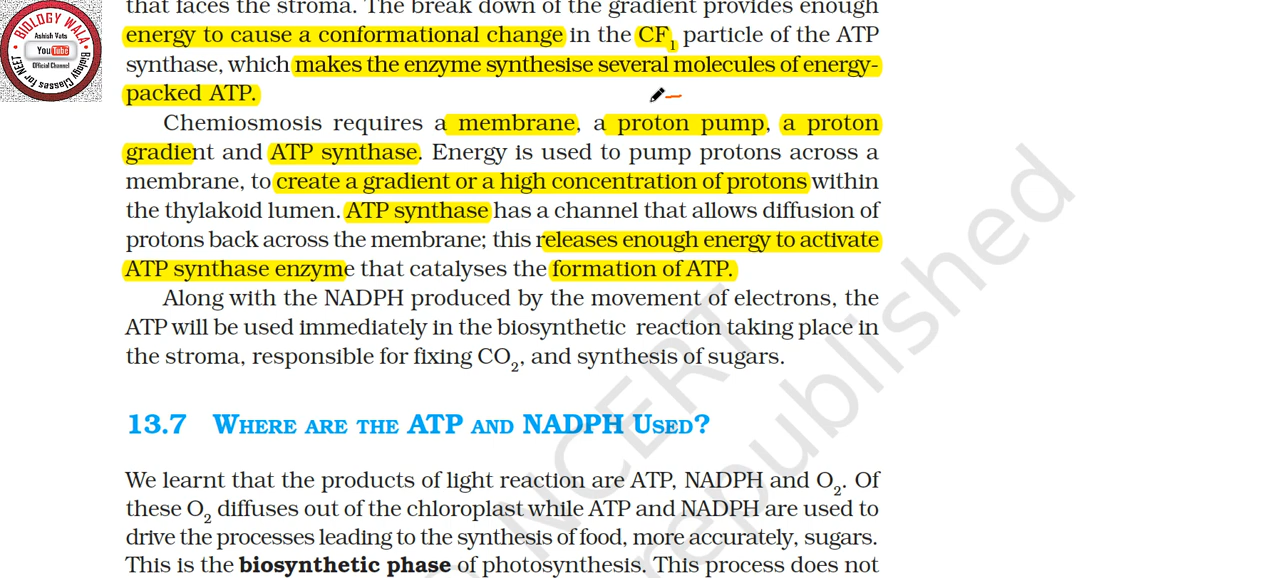 BIOLOGY WALA
Ashish Vats
YouTube
Official Channel
Biology Classes for NEET
that faces the stroma. The break down of the gradient provides enough
energy to cause a conformational change in the CF1 particle of the ATP
synthase, which makes the enzyme synthesise several molecules of energy-
packed ATP.
Chemiosmosis requires a membrane, a proton pump, a proton
gradient and ATP synthase. Energy is used to pump protons across a
membrane, to create a gradient or a high concentration of protons within
the thylakoid lumen. ATP synthase has a channel that allows diffusion of
protons back across the membrane; this releases enough energy to activate
ATP synthase enzyme that catalyses the formation of ATP.
Along with the NADPH produced by the movement of electrons, the
ATP will be used immediately in the biosynthetic reaction taking place in
the stroma, responsible for fixing CO2, and synthesis of sugars.
13.7 WHERE ARE THE ATP AND NADPH USED?
We learnt that the products of light reaction are ATP, NADPH and O2. Of
these O2 diffuses out of the chloroplast while ATP and NADPH are used to
drive the processes leading to the synthesis of food, more accurately, sugars.
This is the biosynthetic phase of photosynthesis. This process does not
NCERT
republished